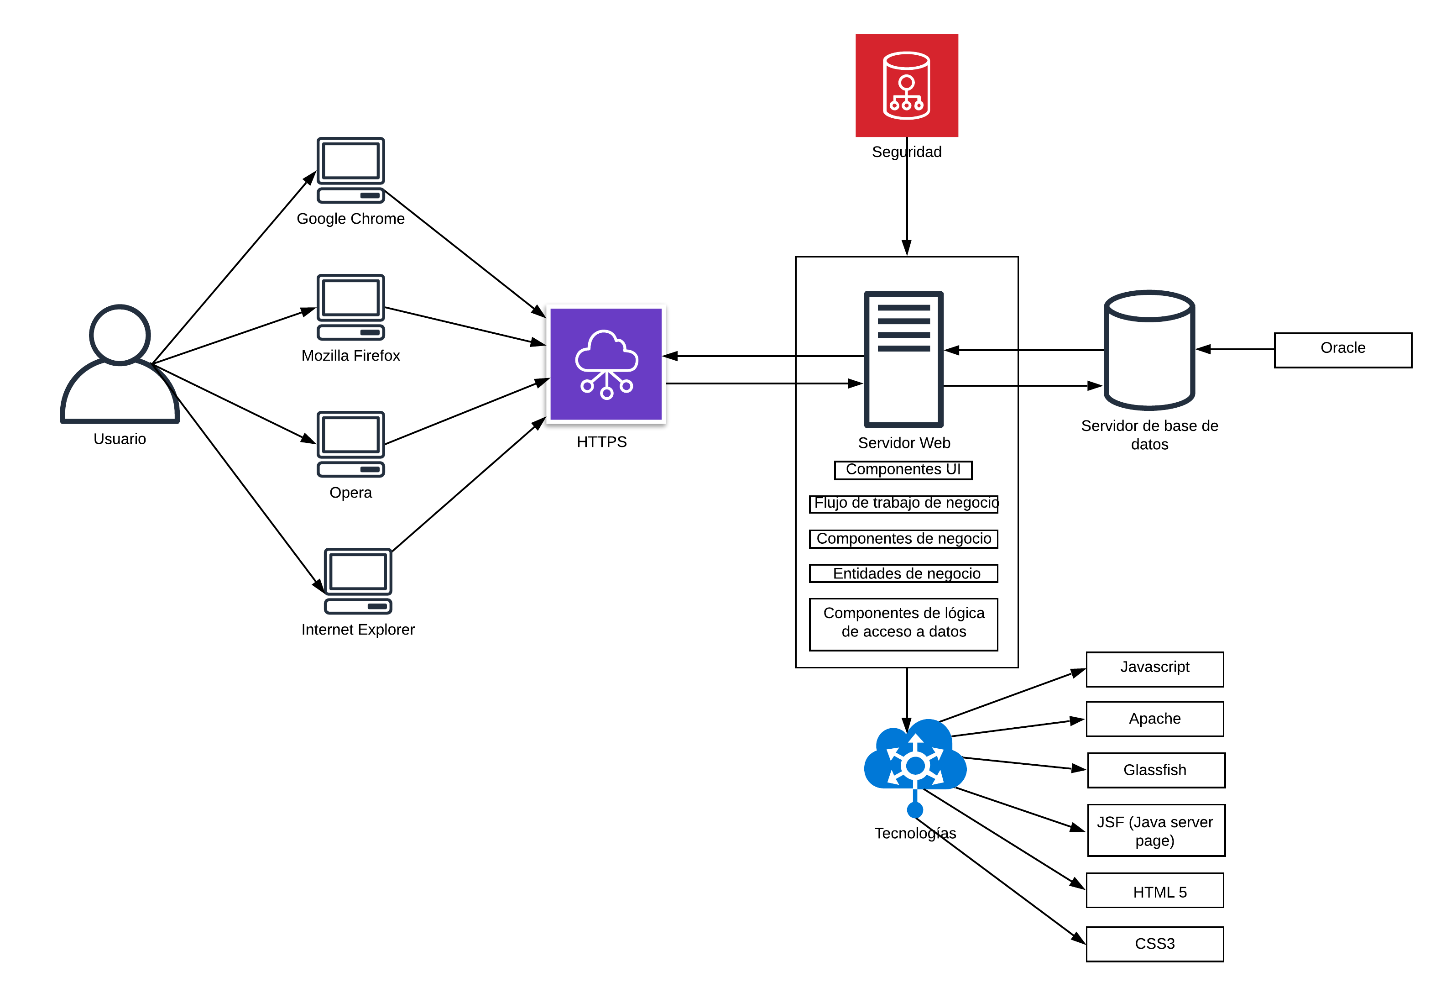 Seguridad
Google Chrome
Mozilla Firefox
Usuario
Opera
Internet Explorer
HTTPS
Servidor Web
Componentes UI
Flujo de trabajo de negocio
Componentes de negocio
Entidades de negocio
Componentes de lógica
de acceso a datos
Servidor de base de
datos
Oracle
Tecnologías
Javascript
Apache
Glassfish
JSF (Java server
page)
HTML 5
CSS3